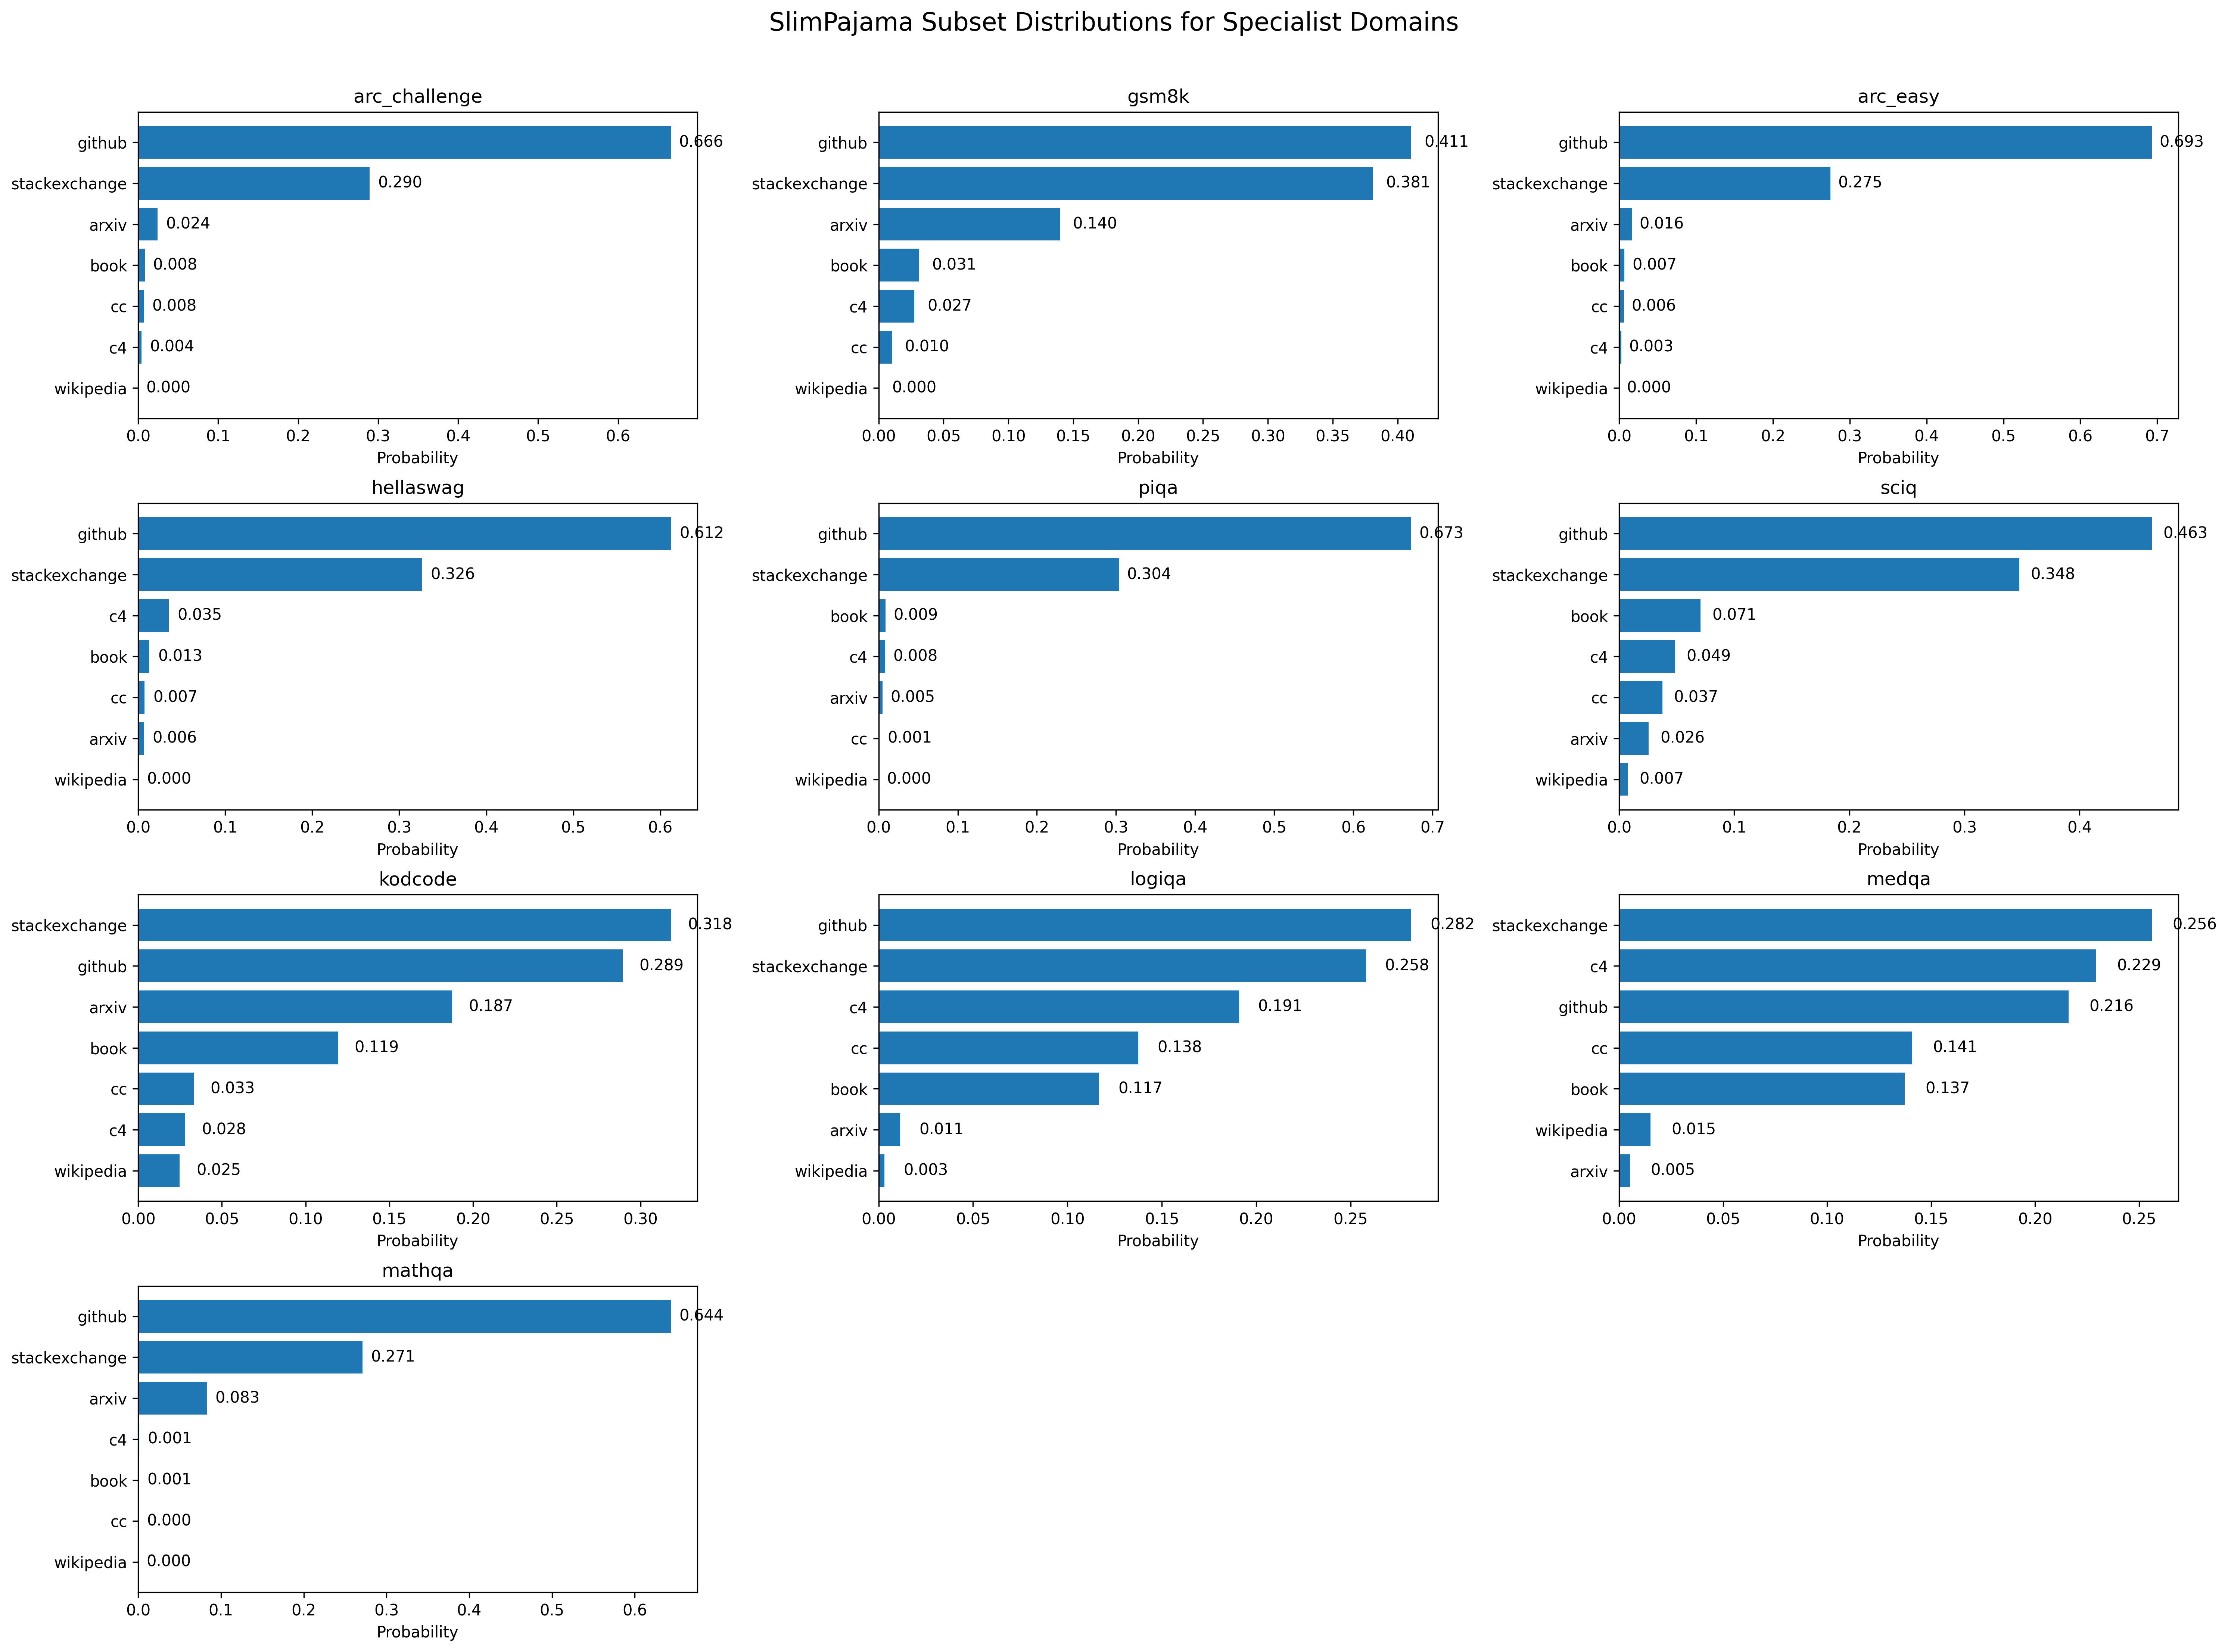 SlimPajama Subset Distributions for Specialist Domains
arc_challenge
github 0.666
stackexchange 0.290
arxiv 0.024
book 0.008
cc 0.008
c4 0.004
wikipedia 0.000
0.0 0.1 0.2 0.3 0.4 0.5 0.6
Probability
gsm8k
github 0.411
stackexchange 0.381
arxiv 0.140
book 0.031
c4 0.027
cc 0.010
wikipedia 0.000
0.00 0.05 0.10 0.15 0.20 0.25 0.30 0.35 0.40
Probability
arc_easy
github 0.693
stackexchange 0.275
arxiv 0.016
book 0.007
cc 0.006
c4 0.003
wikipedia 0.000
0.0 0.1 0.2 0.3 0.4 0.5 0.6 0.7
Probability
hellaswag
github 0.612
stackexchange 0.326
c4 0.035
book 0.013
cc 0.007
arxiv 0.006
wikipedia 0.000
0.0 0.1 0.2 0.3 0.4 0.5 0.6
Probability
piqa
github 0.673
stackexchange 0.304
book 0.009
c4 0.008
arxiv 0.005
cc 0.001
wikipedia 0.000
0.0 0.1 0.2 0.3 0.4 0.5 0.6 0.7
Probability
sciq
github 0.463
stackexchange 0.348
book 0.071
c4 0.049
cc 0.037
arxiv 0.026
wikipedia 0.007
0.0 0.1 0.2 0.3 0.4
Probability
kodcode
stackexchange 0.318
github 0.289
arxiv 0.187
book 0.119
cc 0.033
c4 0.028
wikipedia 0.025
0.00 0.05 0.10 0.15 0.20 0.25 0.30
Probability
logiqa
github 0.282
stackexchange 0.258
c4 0.191
cc 0.138
book 0.117
arxiv 0.011
wikipedia 0.003
0.00 0.05 0.10 0.15 0.20 0.25
Probability
medqa
stackexchange 0.256
c4 0.229
github 0.216
cc 0.141
book 0.137
wikipedia 0.015
arxiv 0.005
0.00 0.05 0.10 0.15 0.20 0.25
Probability
mathqa
github 0.644
stackexchange 0.271
arxiv 0.083
c4 0.001
book 0.001
cc 0.000
wikipedia 0.000
0.0 0.1 0.2 0.3 0.4 0.5 0.6
Probability